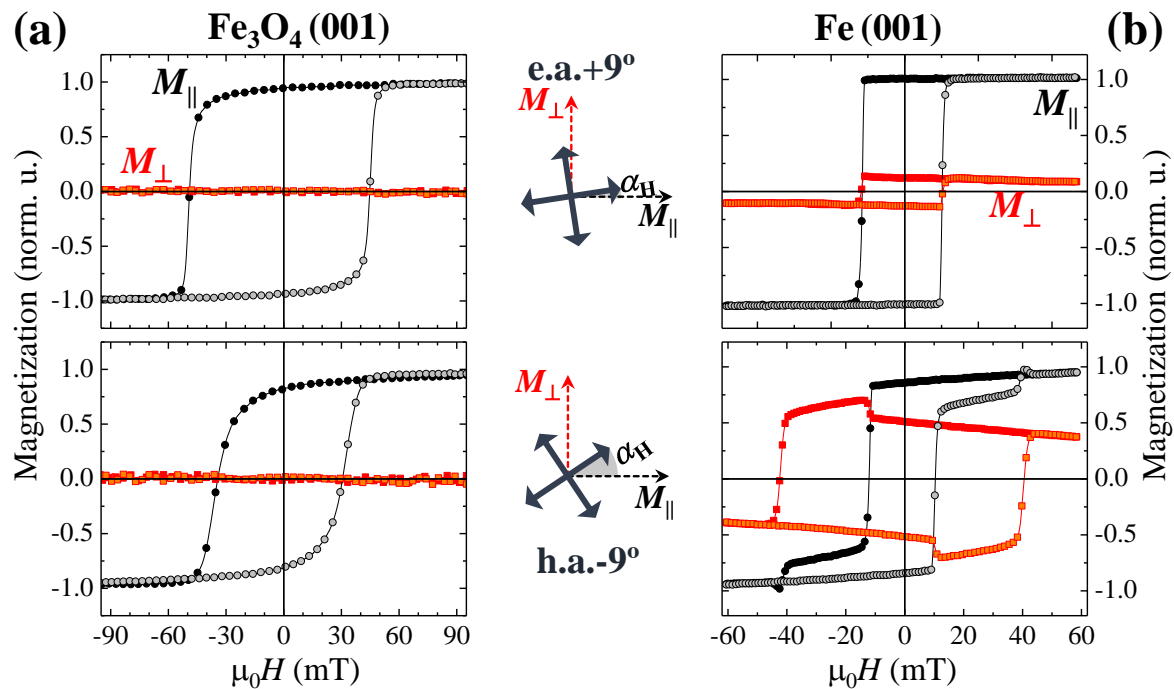 (a)
Fe₃O₄ (001)
Fe (001)
(b)
Magnetization (norm. u.)
1.0
0.5
0.0
-0.5
-1.0
M∥
M⊥
e.a.+9º
M⊥
α_H
M∥
1.0
0.5
0.0
-0.5
-1.0
M∥
M⊥
Magnetization (norm. u.)
1.0
0.5
0.0
-0.5
-1.0
M⊥
α_H
M∥
h.a.-9º
1.0
0.5
0.0
-0.5
-1.0
-90 -60 -30 0 30 60 90
μ₀H (mT)
-60 -40 -20 0 20 40 60
μ₀H (mT)